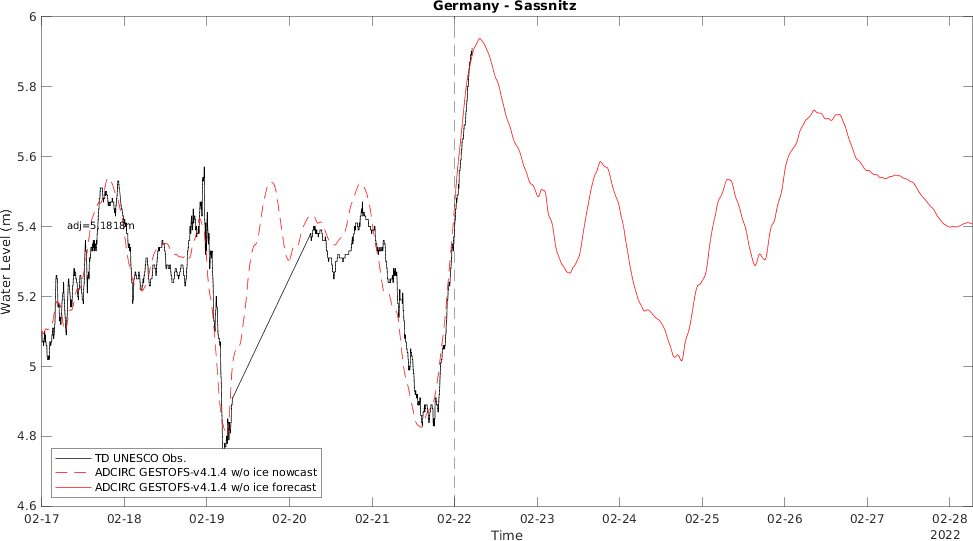 Germany - Sassnitz
6
5.8
5.6
5.4
5.2
5
4.8
4.6
Water Level (m)
adj=5.1818m
TD UNESCO Obs.
ADCIRC GESTOFS-v4.1.4 w/o ice nowcast
ADCIRC GESTOFS-v4.1.4 w/o ice forecast
02-17 02-18 02-19 02-20 02-21 02-22 02-23 02-24 02-25 02-26 02-27 02-28
2022
Time